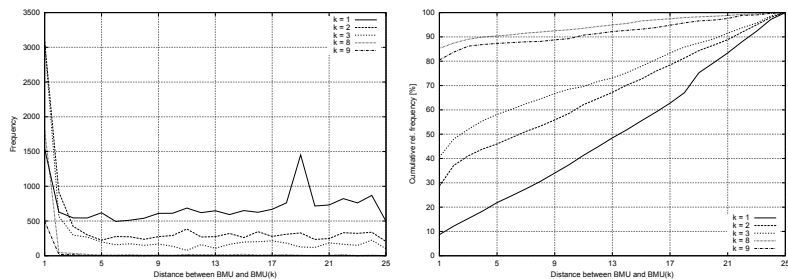 3500
3000
2500
2000
1500
1000
500
0
Frequency
1 5 9 13 17 21 25
Distance between BMU and BMU(k)
k = 1
k = 2
k = 3
k = 8
k = 9
100
90
80
70
60
50
40
30
20
10
0
Cumulative rel. frequency [%]
1 5 9 13 17 21 25
Distance between BMU and BMU(k)
k = 1
k = 2
k = 3
k = 8
k = 9